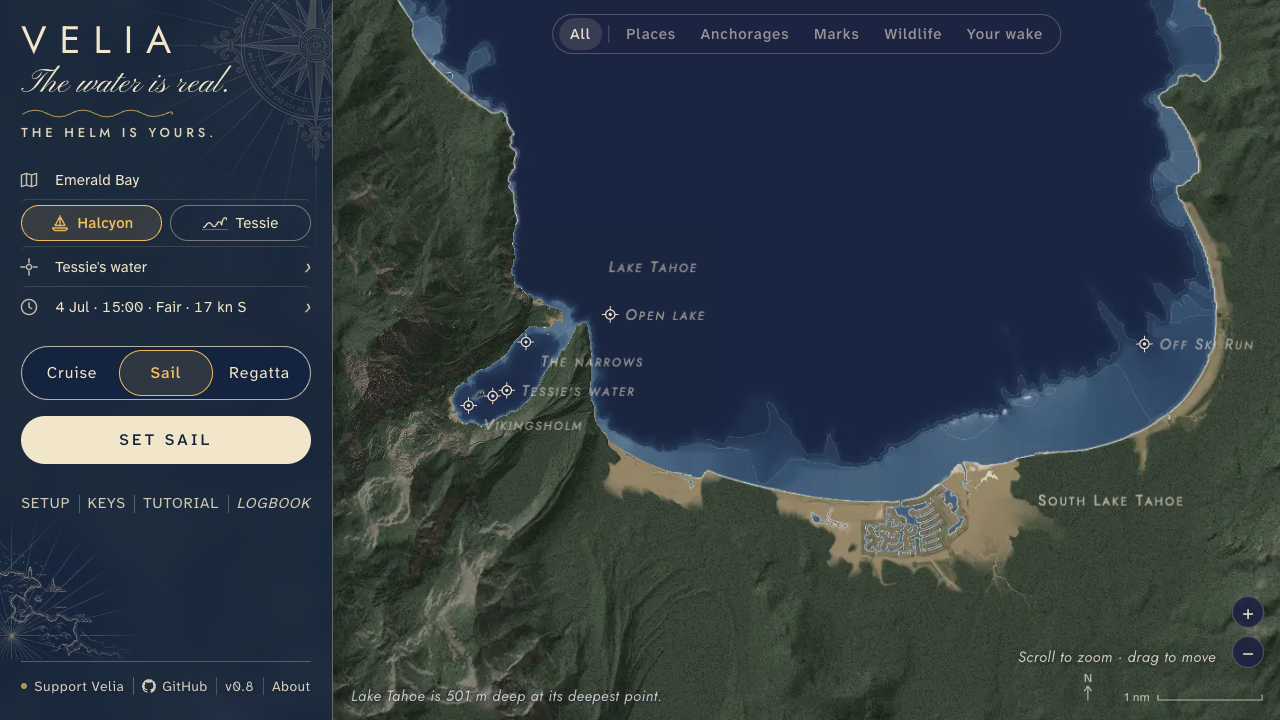 VELIA
The water is real.
THE HELM IS YOURS.
Emerald Bay
Halcyon
Tessie
Tessie's water
4 Jul · 15:00 · Fair · 17 kn S
Cruise
Sail
Regatta
SET SAIL
SETUP
KEYS
TUTORIAL
LOGBOOK
Support Velia
GitHub
v0.8
About
All
Places
Anchorages
Marks
Wildlife
Your wake
LAKE TAHOE
OPEN LAKE
OFF SKI RUN
THE NARROWS
TESSIE'S WATER
VIKINGSHOLM
SOUTH LAKE TAHOE
+
−
Scroll to zoom · drag to move
N
1 nm
Lake Tahoe is 501 m deep at its deepest point.